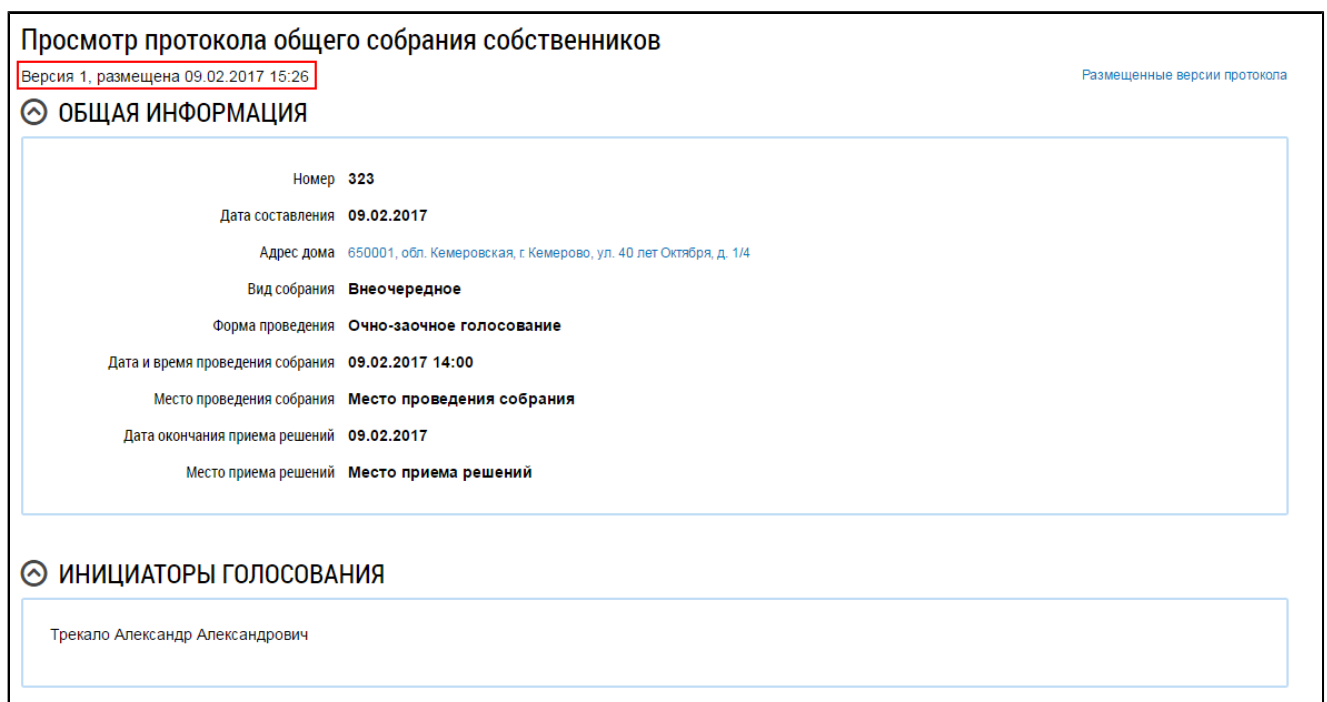 Просмотр протокола общего собрания собственников
Версия 1, размещена 09.02.2017 15:26
Размещенные версии протокола
ОБЩАЯ ИНФОРМАЦИЯ
Номер 323
Дата составления 09.02.2017
Адрес дома 650001, обл. Кемеровская, г. Кемерово, ул. 40 лет Октября, д. 1/4
Вид собрания Внеочередное
Форма проведения Очно-заочное голосование
Дата и время проведения собрания 09.02.2017 14:00
Место проведения собрания Место проведения собрания
Дата окончания приема решений 09.02.2017
Место приема решений Место приема решений
ИНИЦИАТОРЫ ГОЛОСОВАНИЯ
Трекало Александр Александрович